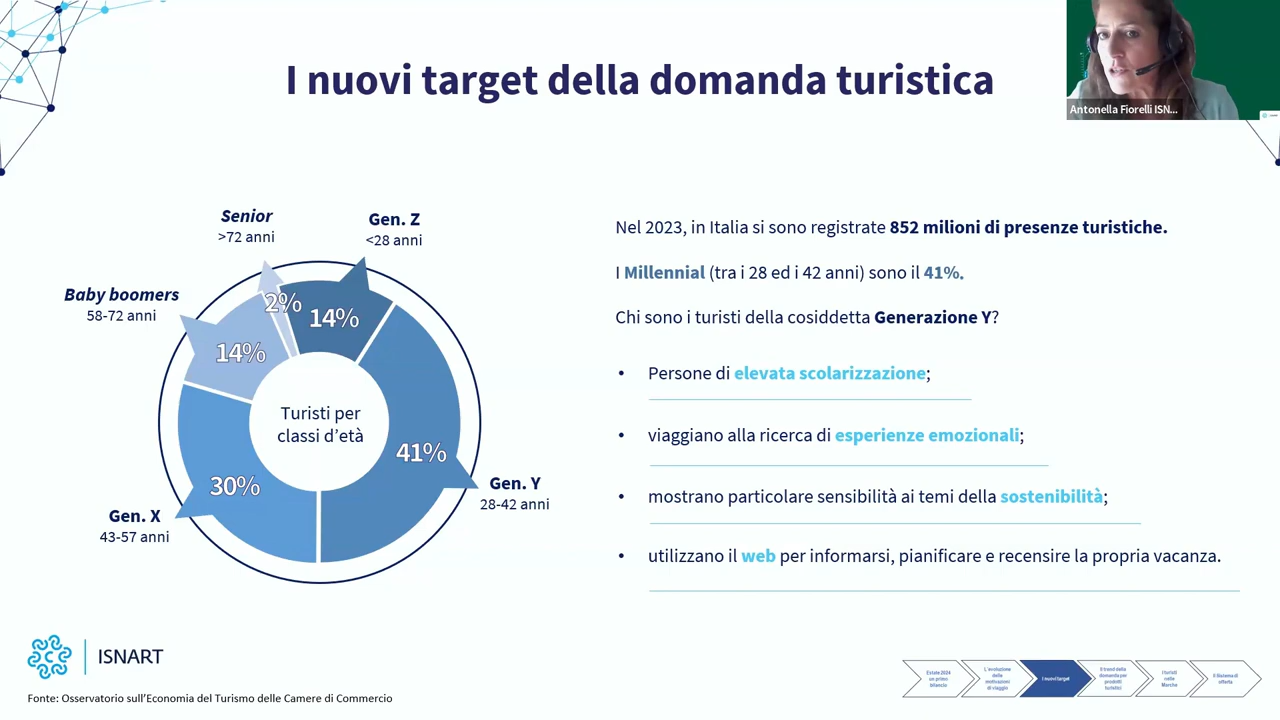 I nuovi target della domanda turistica
Antonella Fiorelli ISN...
Senior
>72 anni
Gen. Z
<28 anni
Baby boomers
58-72 anni
2%
14%
14%
Turisti per
classi d'età
41%
30%
Gen. Y
28-42 anni
Gen. X
43-57 anni
Nel 2023, in Italia si sono registrate 852 milioni di presenze turistiche.
I Millennial (tra i 28 ed i 42 anni) sono il 41%.
Chi sono i turisti della cosiddetta Generazione Y?
• Persone di elevata scolarizzazione;
• viaggiano alla ricerca di esperienze emozionali;
• mostrano particolare sensibilità ai temi della sostenibilità;
• utilizzano il web per informarsi, pianificare e recensire la propria vacanza.
ISNART
Fonte: Osservatorio sull'Economia del Turismo delle Camere di Commercio
Estate 2024
un primo
bilancio
L'evoluzione
delle
motivazioni
di viaggio
I nuovi target
Il trend della
domanda per
prodotti
turistici
I turisti
nelle
Marche
Il Sistema di
offerta